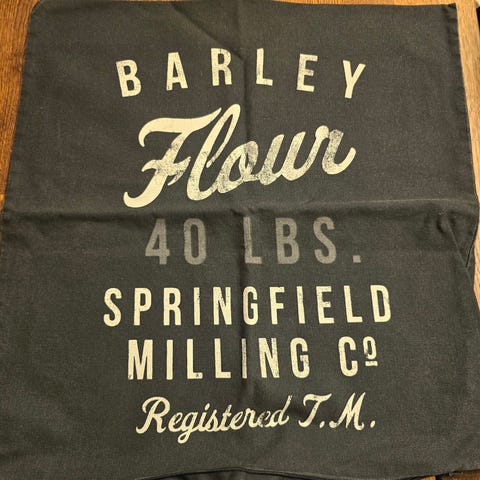 BARLEY
Flour
40 LBS.
SPRINGFIELD
MILLING Cº
Registered T.M.